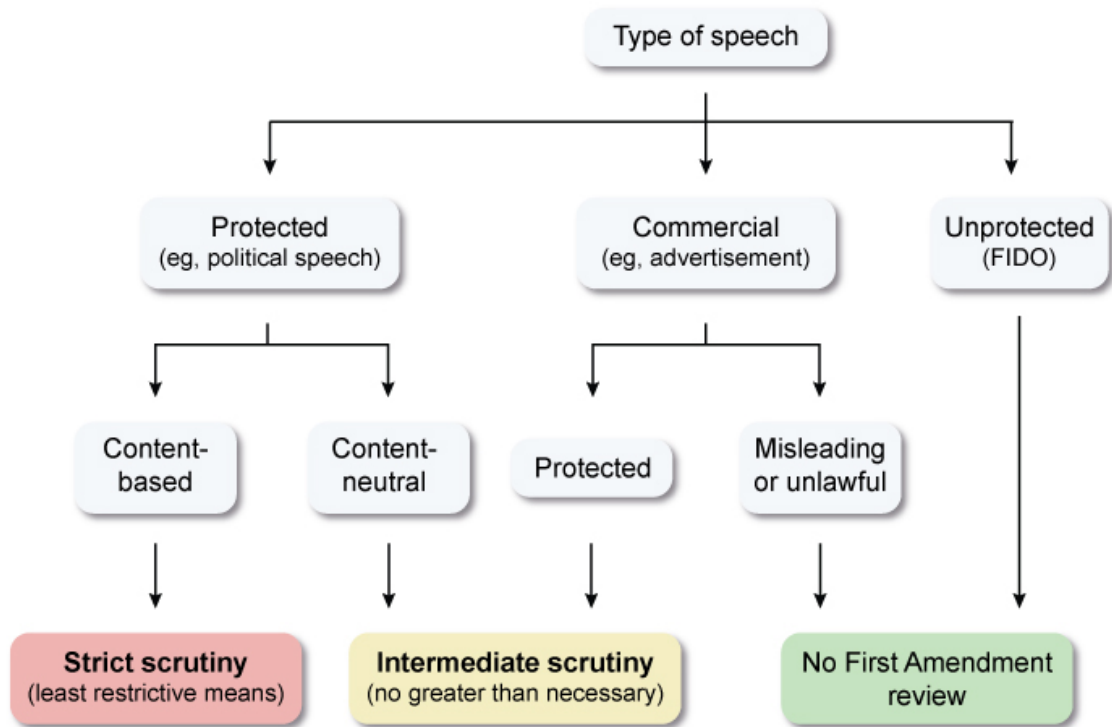 Type of speech
Protected
(eg, political speech)
Commercial
(eg, advertisement)
Unprotected
(FIDO)
Content-
based
Content-
neutral
Protected
Misleading
or unlawful
Strict scrutiny
(least restrictive means)
Intermediate scrutiny
(no greater than necessary)
No First Amendment
review